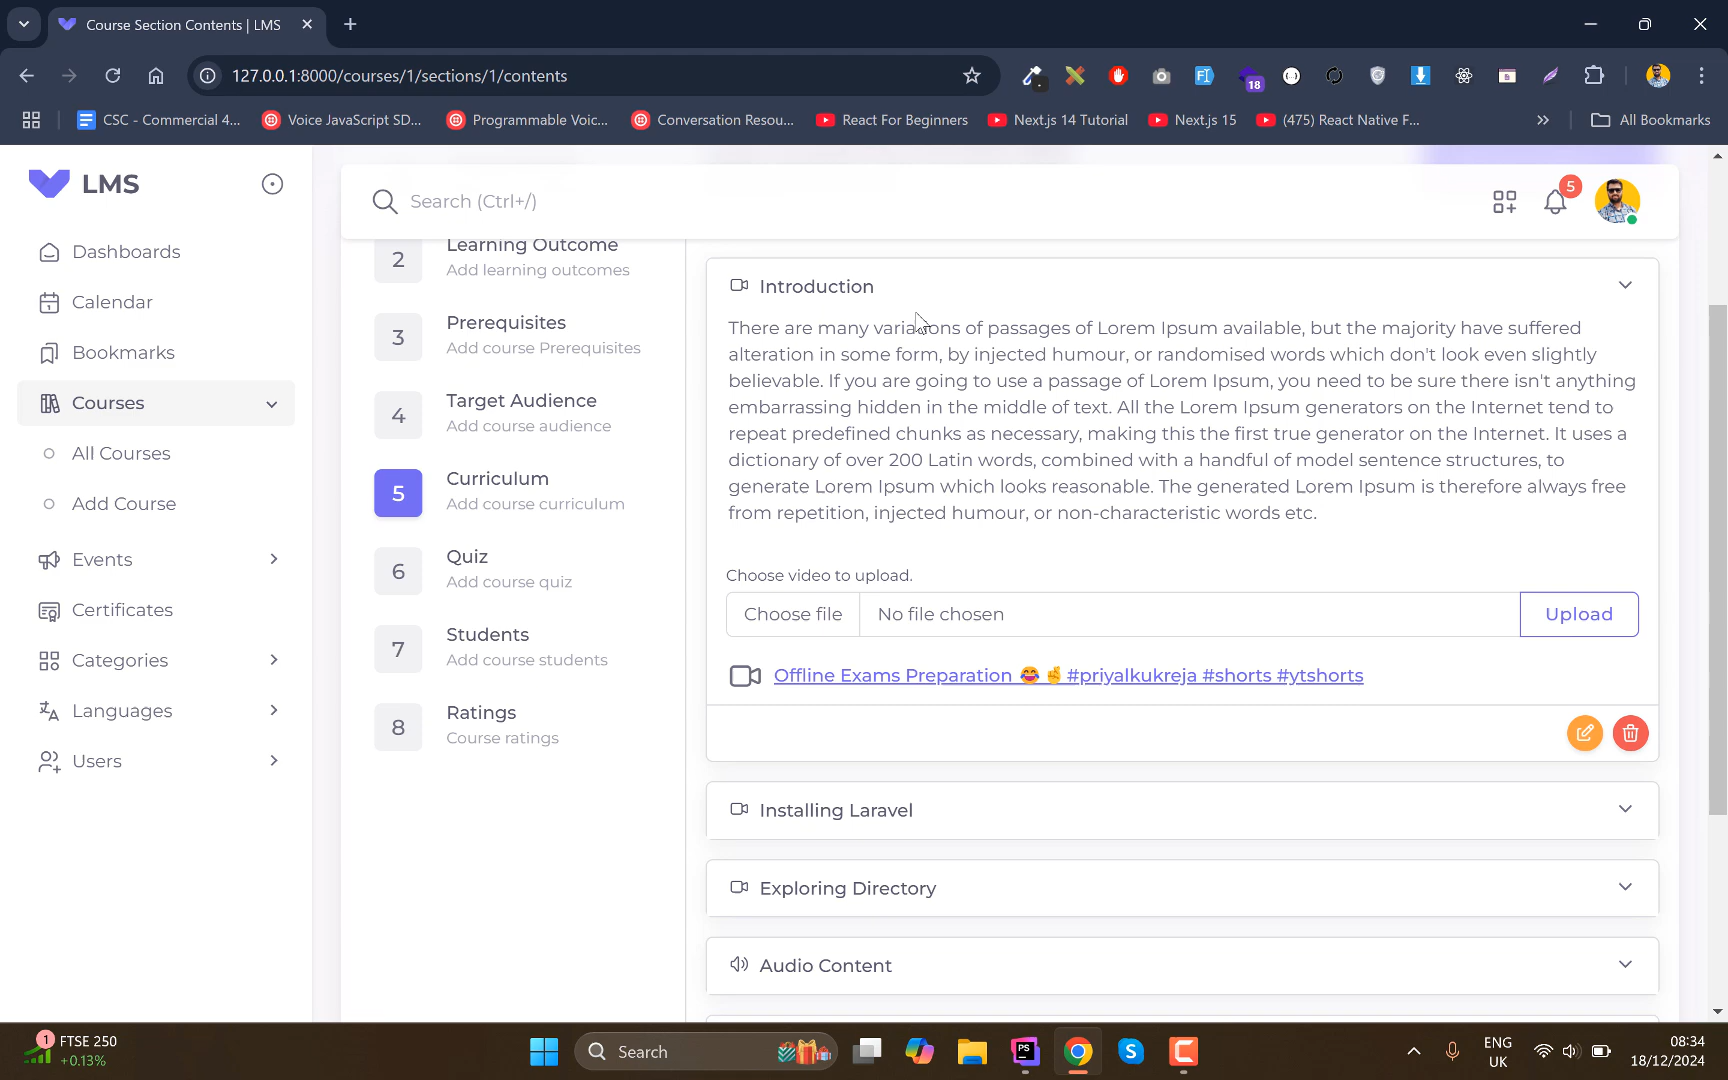 Course Section Contents | LMS
127.0.0.1:8000/courses/1/sections/1/contents
18
CSC - Commercial 4...
Voice JavaScript SD...
Programmable Voic...
Conversation Resou...
React For Beginners
Next.js 14 Tutorial
Next.js 15
(475) React Native F...
All Bookmarks
LMS
Search (Ctrl+/)
5
Dashboards
Calendar
Bookmarks
Courses
All Courses
Add Course
Events
Certificates
Categories
Languages
Users
2
Learning Outcome
Add learning outcomes
3
Prerequisites
Add course Prerequisites
4
Target Audience
Add course audience
5
Curriculum
Add course curriculum
6
Quiz
Add course quiz
7
Students
Add course students
8
Ratings
Course ratings
Introduction
There are many variations of passages of Lorem Ipsum available, but the majority have suffered
alteration in some form, by injected humour, or randomised words which don't look even slightly
believable. If you are going to use a passage of Lorem Ipsum, you need to be sure there isn't anything
embarrassing hidden in the middle of text. All the Lorem Ipsum generators on the Internet tend to
repeat predefined chunks as necessary, making this the first true generator on the Internet. It uses a
dictionary of over 200 Latin words, combined with a handful of model sentence structures, to
generate Lorem Ipsum which looks reasonable. The generated Lorem Ipsum is therefore always free
from repetition, injected humour, or non-characteristic words etc.
Choose video to upload.
Choose file
No file chosen
Upload
Offline Exams Preparation 😂🤞#priyalkukreja #shorts #ytshorts
Installing Laravel
Exploring Directory
Audio Content
1
FTSE 250
+0.13%
Search
PS
ENG
UK
08:34
18/12/2024